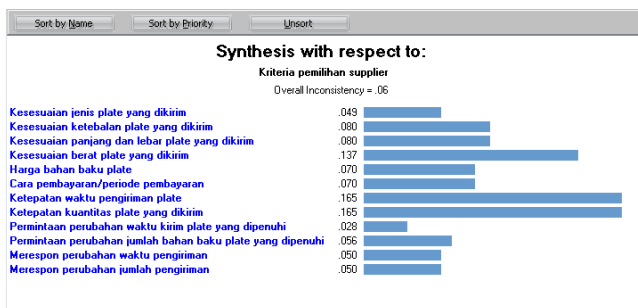 Sort by Name Sort by Priority Unsort
Synthesis with respect to:
Kriteria pemilihan supplier
Overall Inconsistency = .06
Kesesuaian jenis plate yang dikirim .049
Kesesuaian ketebalan plate yang dikirim .080
Kesesuaian panjang dan lebar plate yang dikirim .080
Kesesuaian berat plate yang dikirim .137
Harga bahan baku plate .070
Cara pembayaran/periode pembayaran .070
Ketepatan waktu pengiriman plate .165
Ketepatan kuantitas plate yang dikirim .165
Permintaan perubahan waktu kirim plate yang dipenuhi .028
Permintaan perubahan jumlah bahan baku plate yang dipenuhi .056
Merespon perubahan waktu pengiriman .050
Merespon perubahan jumlah pengiriman .050